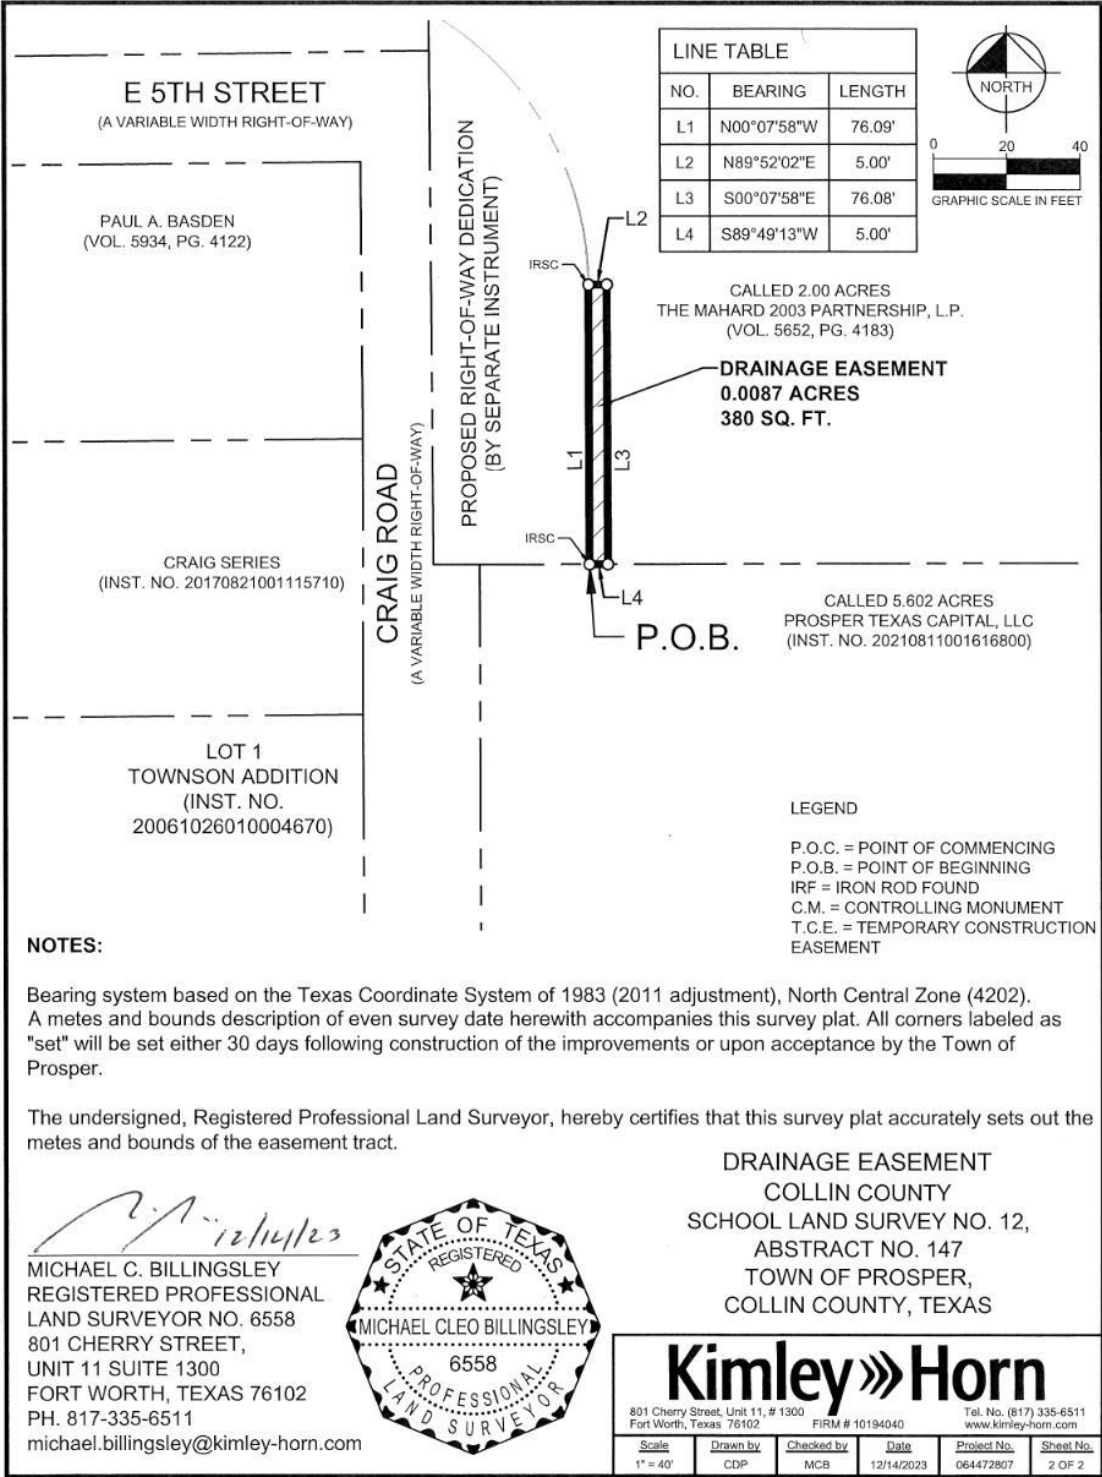 E 5TH STREET
(A VARIABLE WIDTH RIGHT-OF-WAY)
LINE TABLE
NO. BEARING LENGTH
L1 N00°07'58"W 76.09'
L2 N89°52'02"E 5.00'
L3 S00°07'58"E 76.08'
L4 S89°49'13"W 5.00'
NORTH
0 20 40
GRAPHIC SCALE IN FEET
PAUL A. BASDEN
(VOL. 5934, PG. 4122)
PROPOSED RIGHT-OF-WAY DEDICATION
(BY SEPARATE INSTRUMENT)
L2
IRSC
CALLED 2.00 ACRES
THE MAHARD 2003 PARTNERSHIP, L.P.
(VOL. 5652, PG. 4183)
DRAINAGE EASEMENT
0.0087 ACRES
380 SQ. FT.
L1
L3
CRAIG ROAD
(A VARIABLE WIDTH RIGHT-OF-WAY)
IRSC
L4
P.O.B.
CRAIG SERIES
(INST. NO. 20170821001115710)
CALLED 5.602 ACRES
PROSPER TEXAS CAPITAL, LLC
(INST. NO. 20210811001616800)
LOT 1
TOWNSON ADDITION
(INST. NO.
20061026010004670)
LEGEND
P.O.C. = POINT OF COMMENCING
P.O.B. = POINT OF BEGINNING
IRF = IRON ROD FOUND
C.M. = CONTROLLING MONUMENT
T.C.E. = TEMPORARY CONSTRUCTION
EASEMENT
NOTES:
Bearing system based on the Texas Coordinate System of 1983 (2011 adjustment), North Central Zone (4202).
A metes and bounds description of even survey date herewith accompanies this survey plat. All corners labeled as
"set" will be set either 30 days following construction of the improvements or upon acceptance by the Town of
Prosper.
The undersigned, Registered Professional Land Surveyor, hereby certifies that this survey plat accurately sets out the
metes and bounds of the easement tract.
12/14/23
MICHAEL C. BILLINGSLEY
REGISTERED PROFESSIONAL
LAND SURVEYOR NO. 6558
801 CHERRY STREET,
UNIT 11 SUITE 1300
FORT WORTH, TEXAS 76102
PH. 817-335-6511
michael.billingsley@kimley-horn.com
STATE OF TEXAS
REGISTERED
MICHAEL CLEO BILLINGSLEY
6558
PROFESSIONAL
LAND SURVEYOR
DRAINAGE EASEMENT
COLLIN COUNTY
SCHOOL LAND SURVEY NO. 12,
ABSTRACT NO. 147
TOWN OF PROSPER,
COLLIN COUNTY, TEXAS
Kimley»Horn
801 Cherry Street, Unit 11, # 1300 Tel. No. (817) 335-6511
Fort Worth, Texas 76102 FIRM # 10194040 www.kimley-horn.com
Scale Drawn by Checked by Date Project No. Sheet No.
1" = 40' CDP MCB 12/14/2023 064472807 2 OF 2